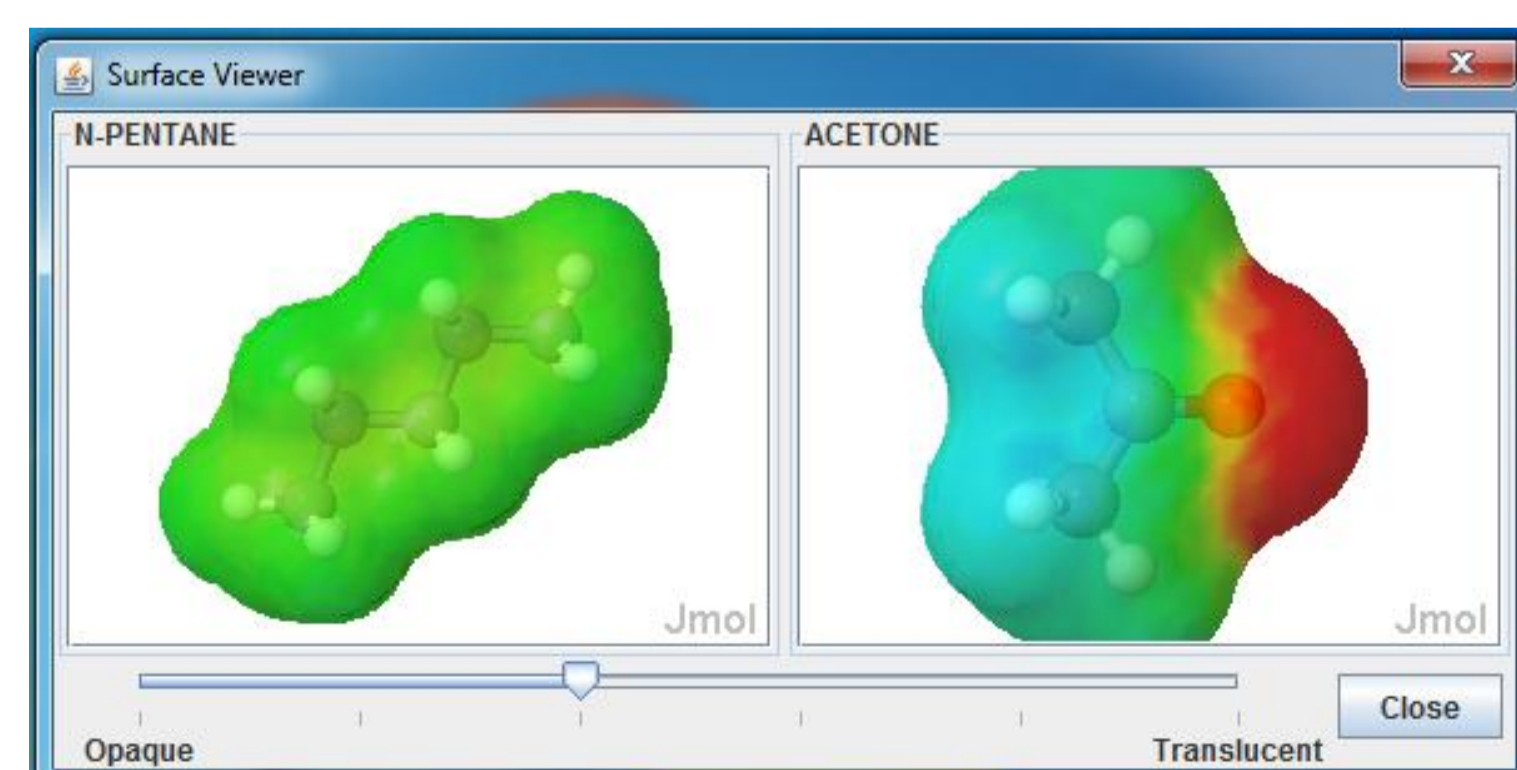 Surface Viewer
N-PENTANE
ACETONE
Jmol
Jmol
Close
Opaque
Translucent